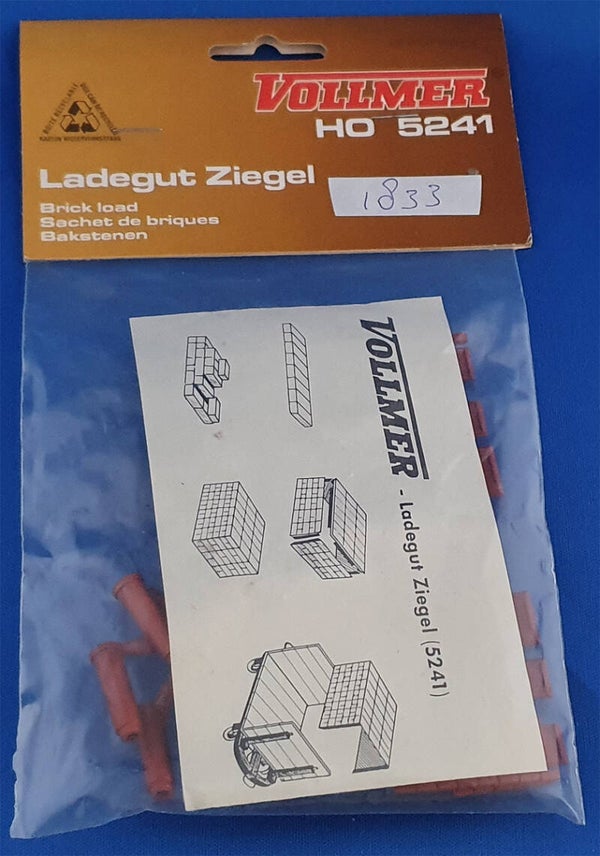 VOLLMER
HO 5241
Ladegut Ziegel
1833
Brick load
Sachet de briques
Bakstenen
VOLLMER - Ladegut Ziegel (5241)